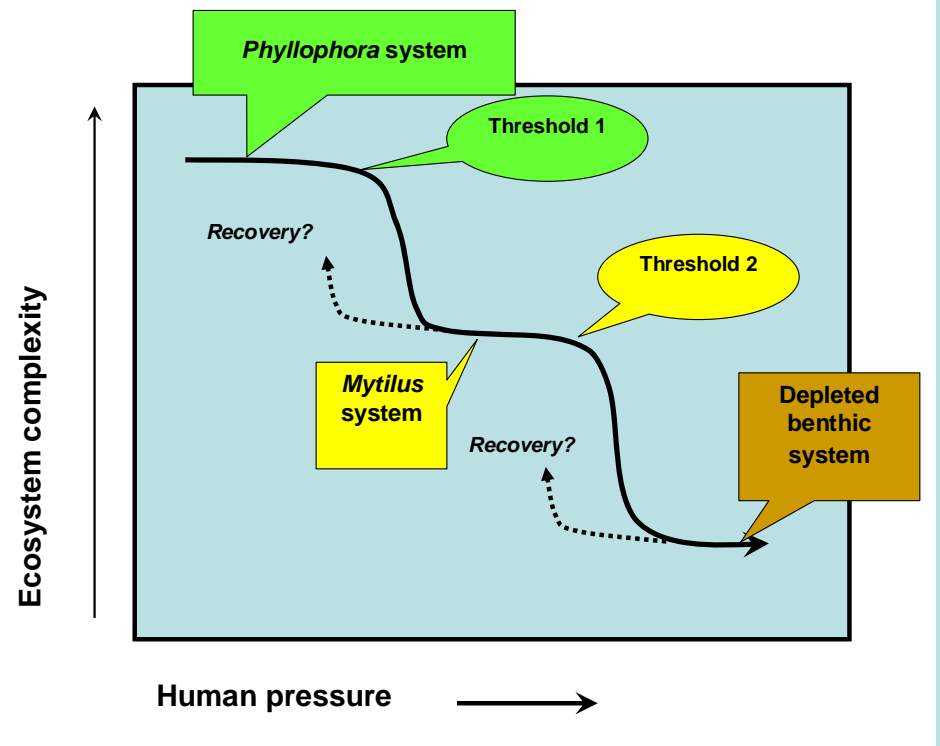 Phyllophora system
Threshold 1
Recovery?
Threshold 2
Mytilus
system
Depleted
benthic
system
Recovery?
Ecosystem complexity
Human pressure